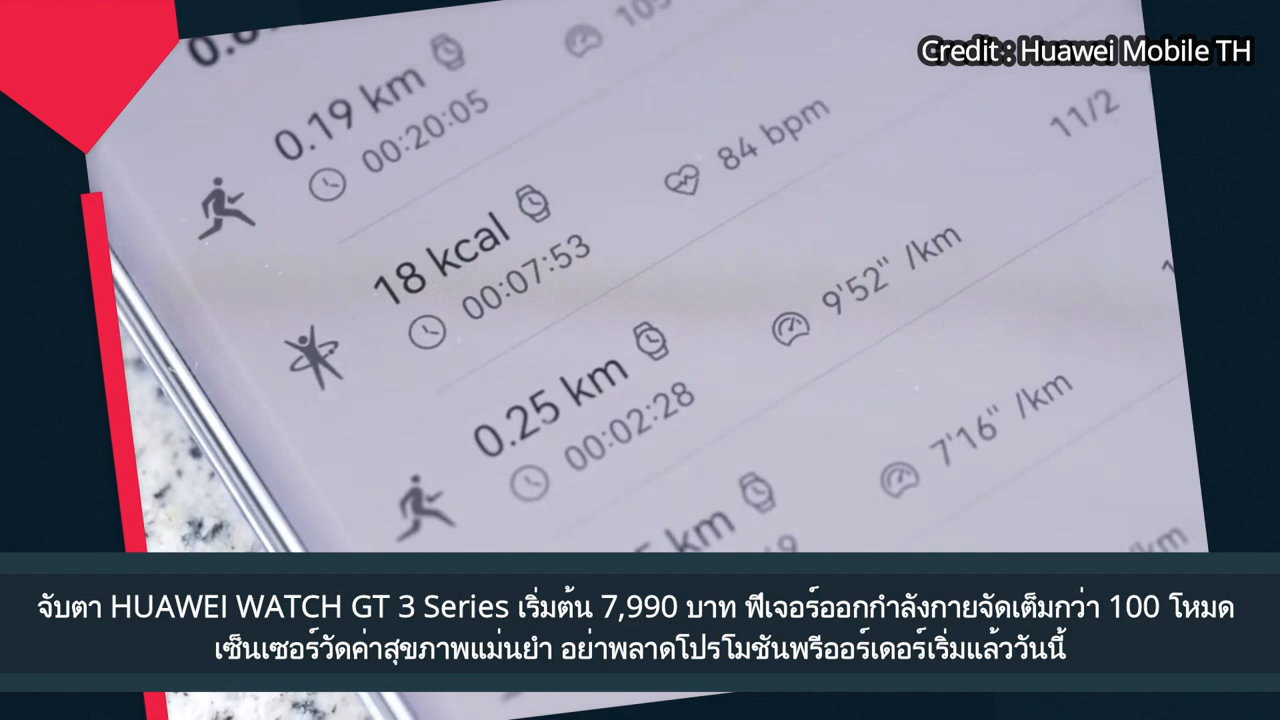 Credit : Huawei Mobile TH
0.19 km
00:20:05
84 bpm
11/2
18 kcal
00:07:53
9'52" /km
0.25 km
00:02:28
7'16" /km
km
/km
จับตา HUAWEI WATCH GT 3 Series เริ่มต้น 7,990 บาท ฟีเจอร์ออกกำลังกายจัดเต็มกว่า 100 โหมด
เซ็นเซอร์วัดค่าสุขภาพแม่นยำ อย่าพลาดโปรโมชันพรีออร์เดอร์เริ่มแล้ววันนี้